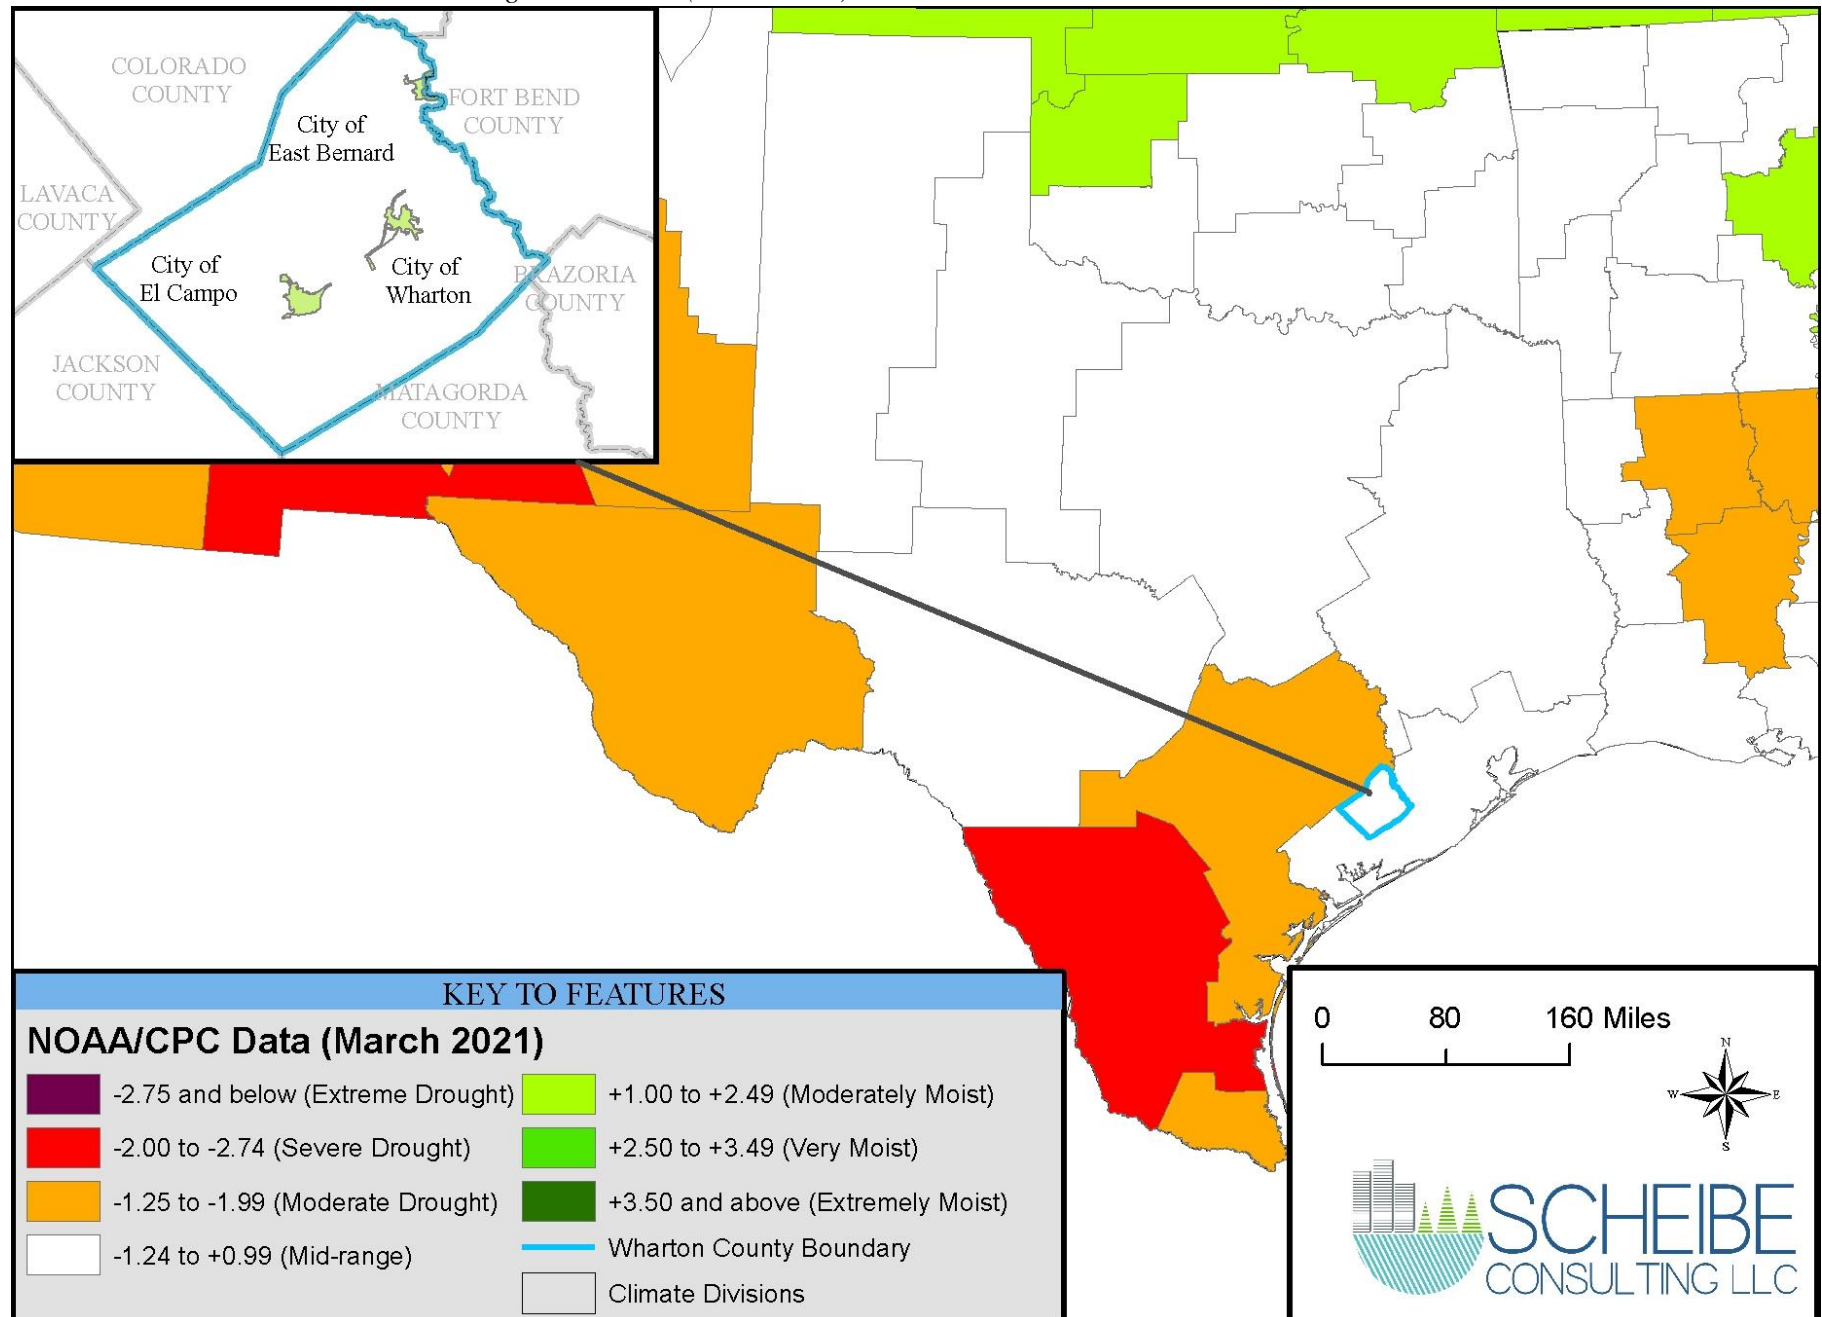 COLORADO
COUNTY
FORT BEND
COUNTY
City of
East Bernard
LAVACA
COUNTY
City of
El Campo
City of
Wharton
BRAZORIA
COUNTY
JACKSON
COUNTY
MATAGORDA
COUNTY
KEY TO FEATURES
NOAA/CPC Data (March 2021)
-2.75 and below (Extreme Drought)
-2.00 to -2.74 (Severe Drought)
-1.25 to -1.99 (Moderate Drought)
-1.24 to +0.99 (Mid-range)
+1.00 to +2.49 (Moderately Moist)
+2.50 to +3.49 (Very Moist)
+3.50 and above (Extremely Moist)
Wharton County Boundary
Climate Divisions
0 80 160 Miles
N
W E
S
SCHEIBE
CONSULTING LLC